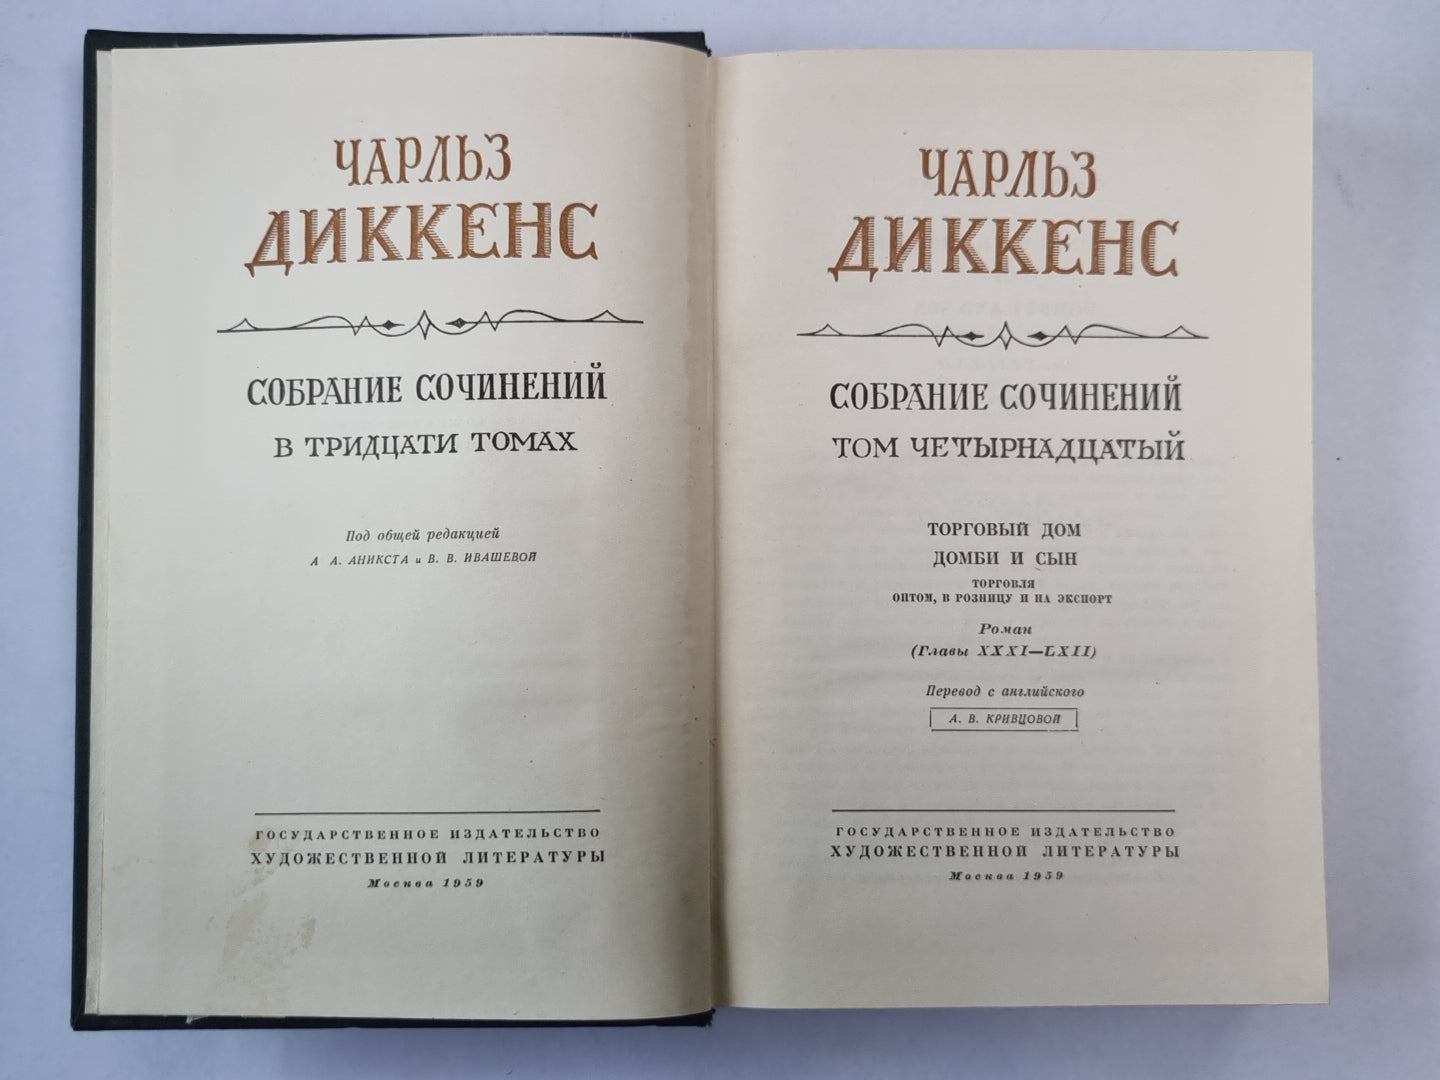 ЧАРЛЬЗ
ДИККЕНС
СОБРАНИЕ СОЧИНЕНИЙ
В ТРИДЦАТИ ТОМАХ
Под общей редакцией
А А. АНИКСТА и В. В. ИВАШЕВОЙ
ГОСУДАРСТВЕННОЕ ИЗДАТЕЛЬСТВО
ХУДОЖЕСТВЕННОЙ ЛИТЕРАТУРЫ
Москва 1959
ЧАРЛЬЗ
ДИККЕНС
СОБРАНИЕ СОЧИНЕНИЙ
ТОМ ЧЕТЫРНАДЦАТЫЙ
ТОРГОВЫЙ ДОМ
ДОМБИ И СЫН
ТОРГОВЛЯ
ОПТОМ, В РОЗНИЦУ И НА ЭКСПОРТ
Роман
(Главы XXXI—LXII)
Перевод с английского
А. В. КРИВЦОВОЙ
ГОСУДАРСТВЕННОЕ ИЗДАТЕЛЬСТВО
ХУДОЖЕСТВЕННОЙ ЛИТЕРАТУРЫ
Москва 1959